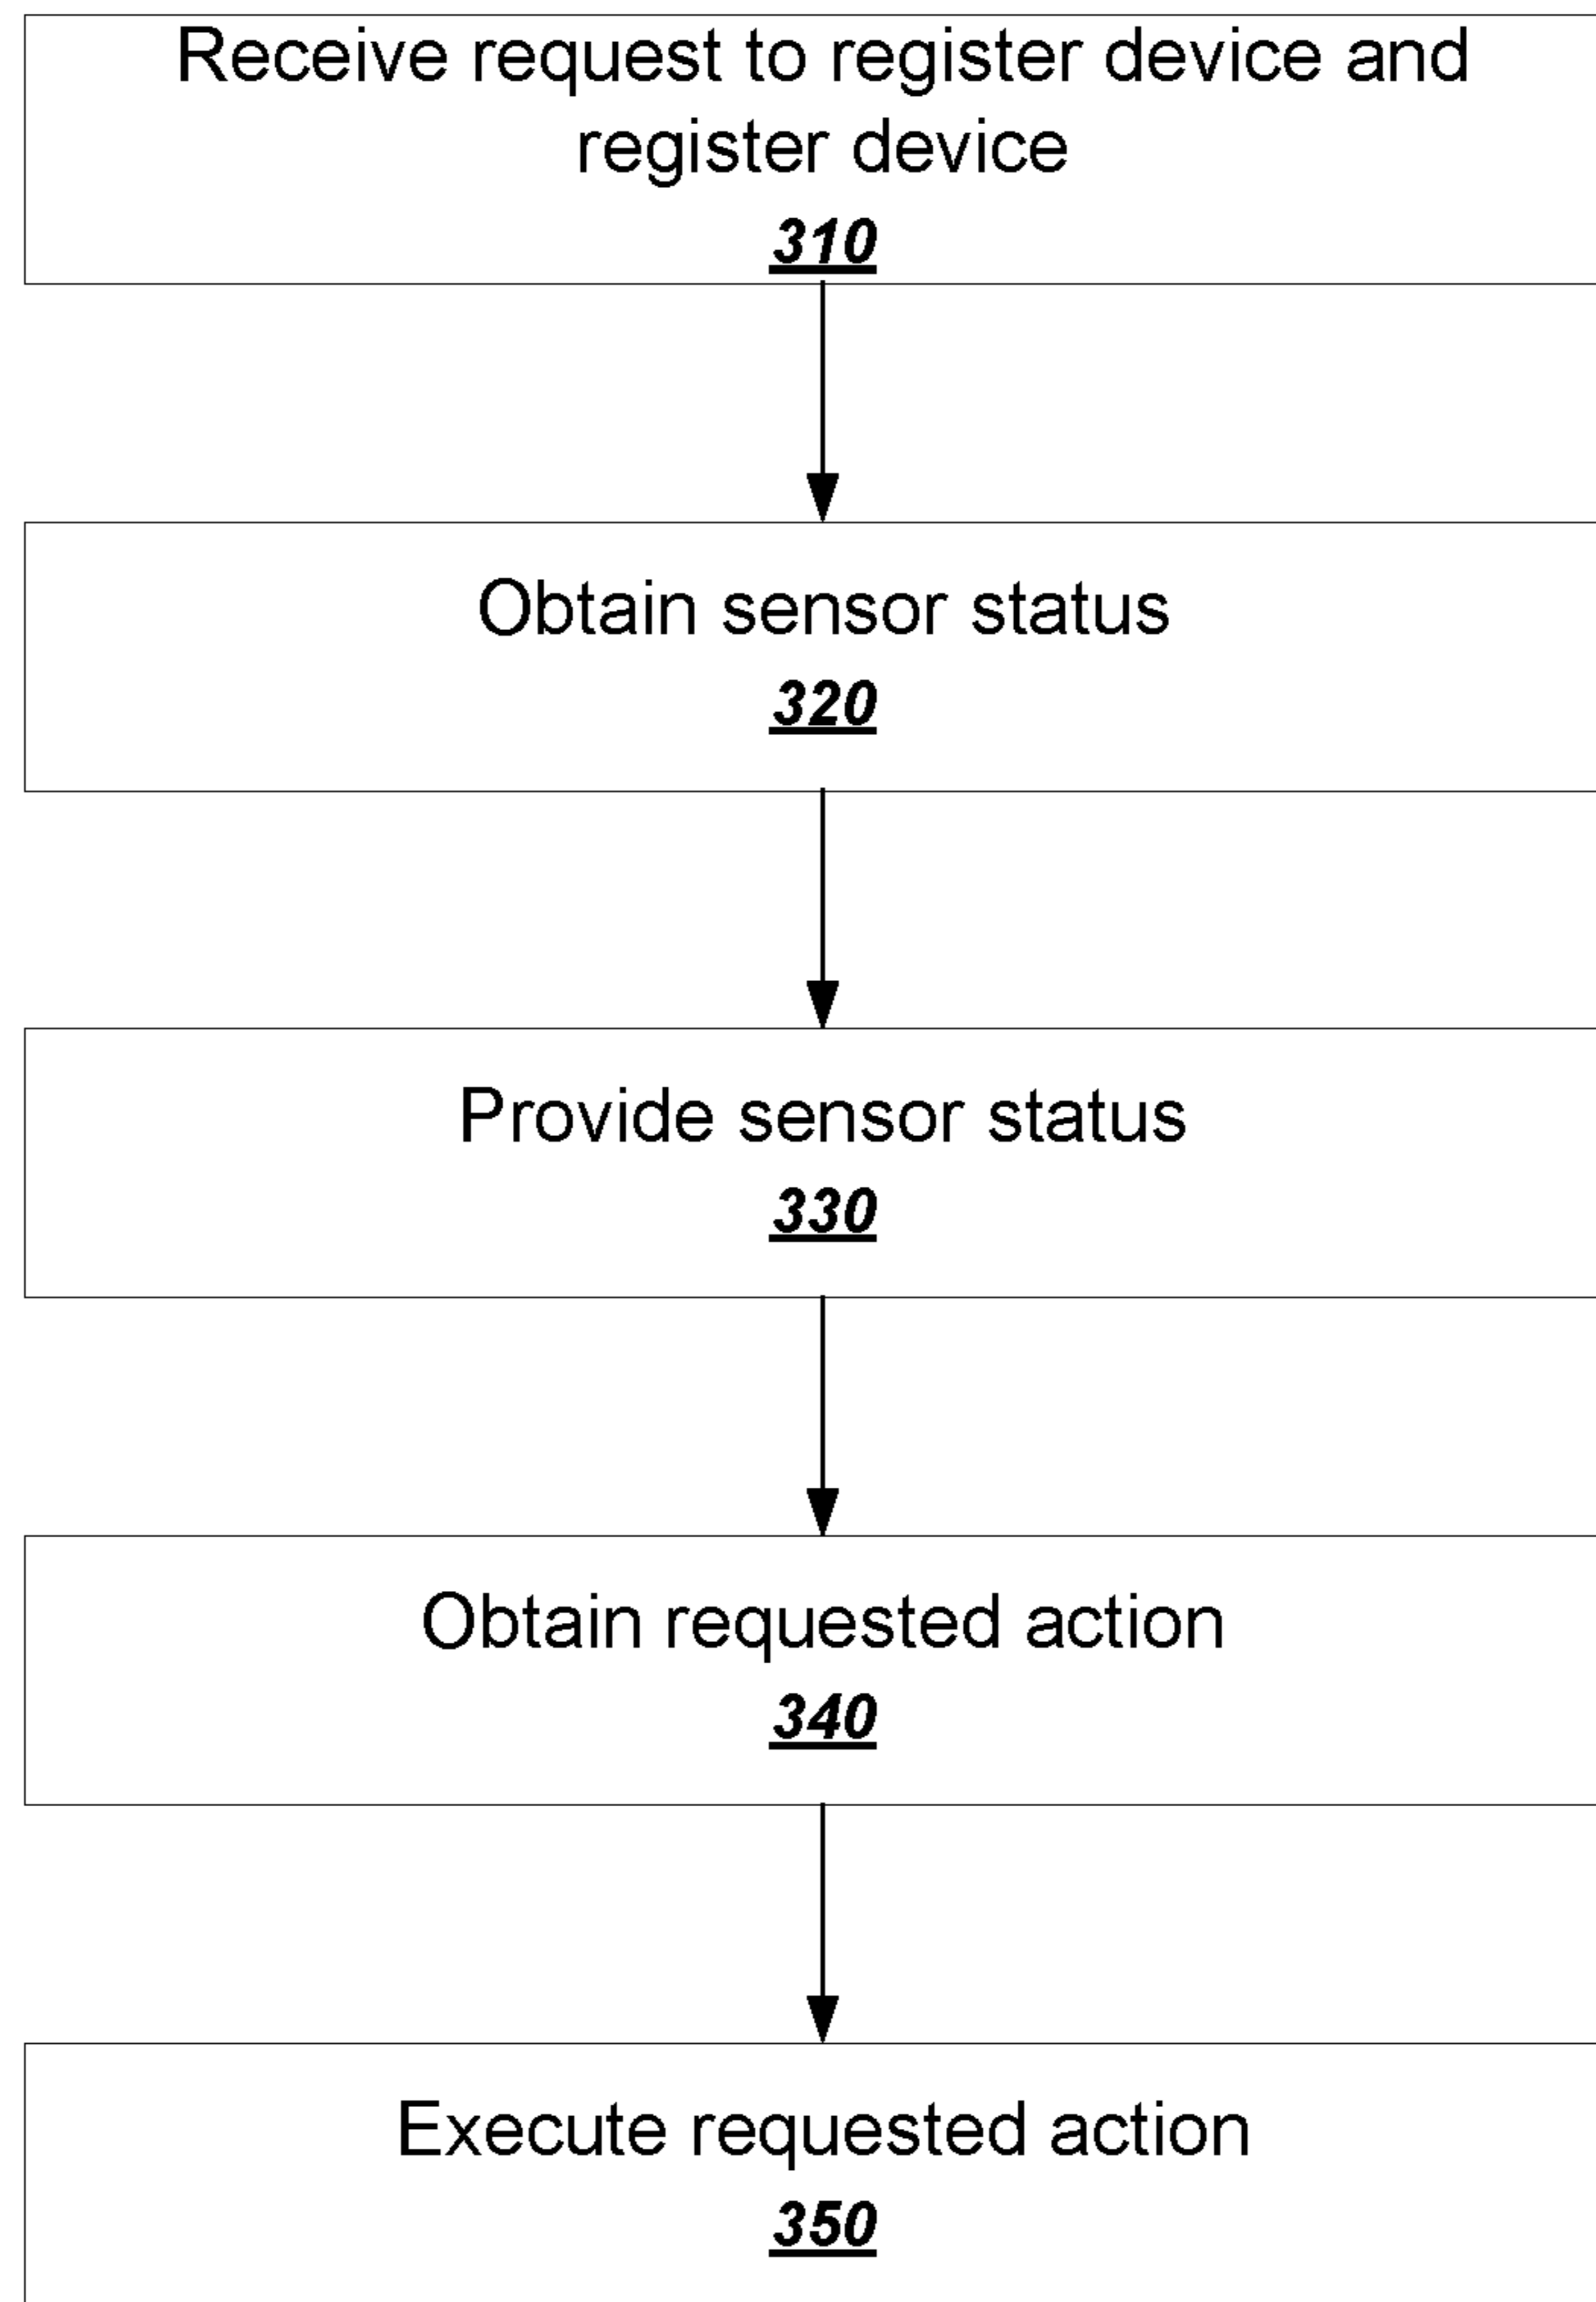 Receive request to register device and
register device
310
Obtain sensor status
320
Provide sensor status
330
Obtain requested action
340
Execute requested action
350